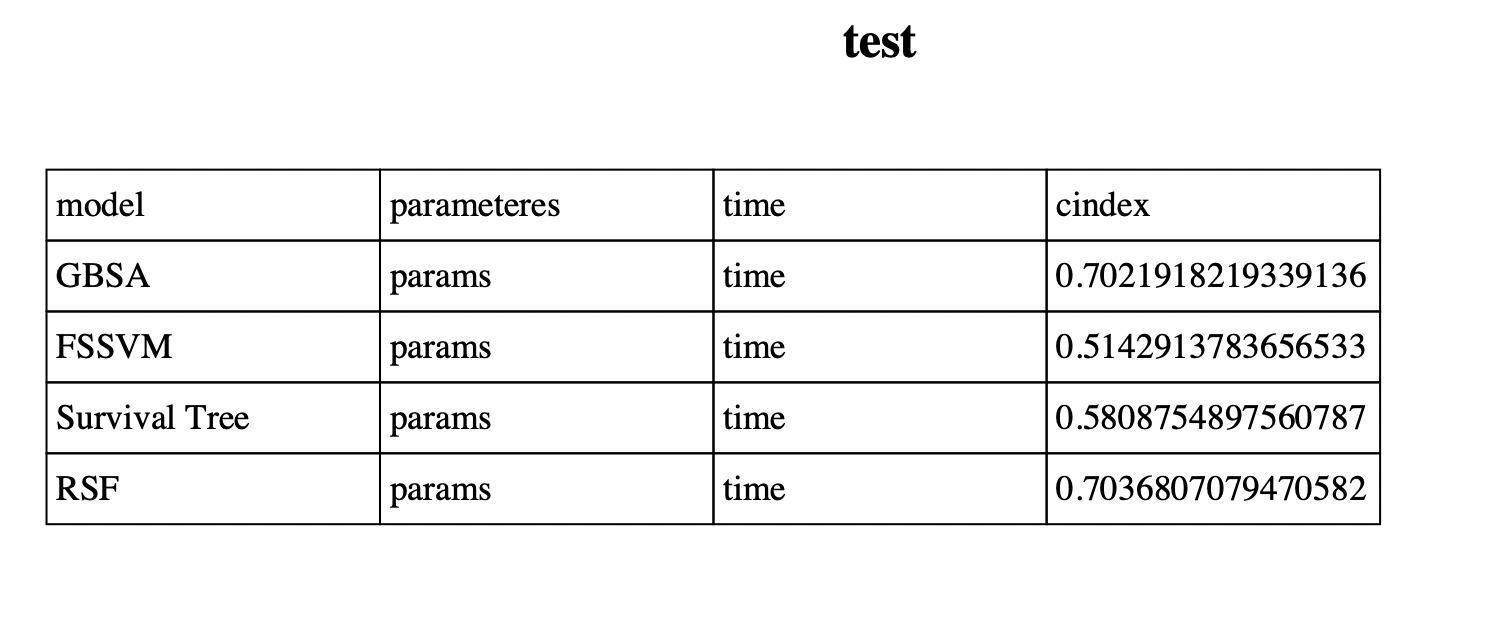 test
model parameteres time cindex
GBSA params time 0.7021918219339136
FSSVM params time 0.5142913783656533
Survival Tree params time 0.5808754897560787
RSF params time 0.7036807079470582